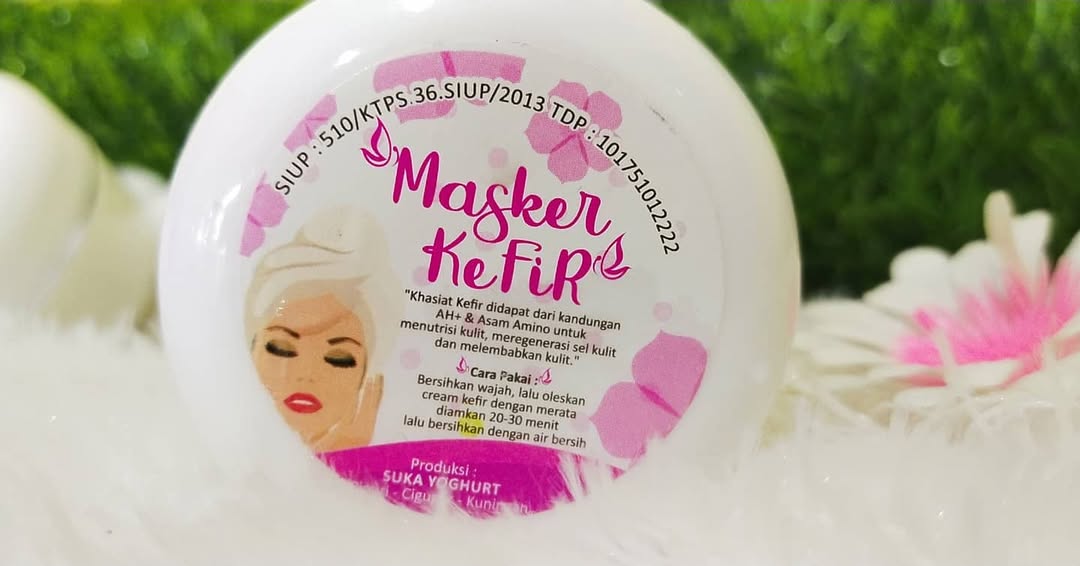 SIUP : 510/KTPS.36.SIUP/2013 TDP : 101751012222
Masker
KeFiR
"Khasiat Kefir didapat dari kandungan
AH+ & Asam Amino untuk
menutrisi kulit, meregenerasi sel kulit
dan melembabkan kulit."
Cara Pakai :
Bersihkan wajah, lalu oleskan
cream kefir dengan merata
diamkan 20-30 menit
lalu bersihkan dengan air bersih
Produksi :
SUKA YOGHURT